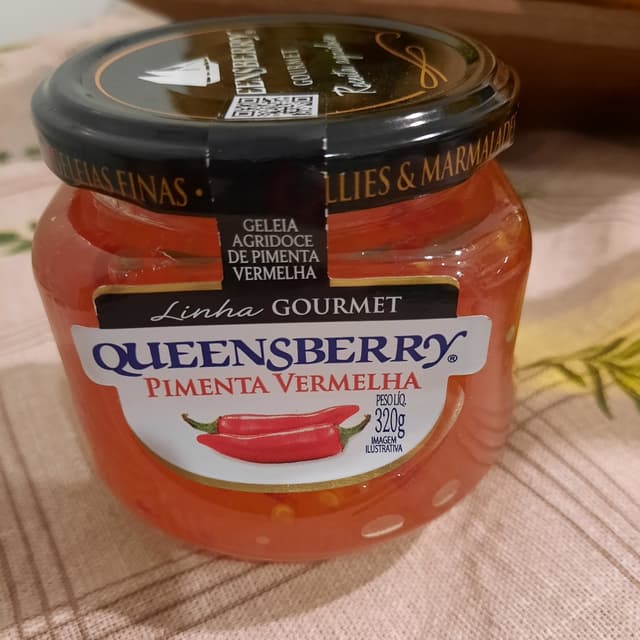 GOURMET
GELEIAS FINAS •
LLIES & MARMALADE
GELEIA
AGRIDOCE
DE PIMENTA
VERMELHA
Linha GOURMET
QUEENSBERRY®
PIMENTA VERMELHA
PESO LÍQ.
320g
IMAGEM
ILUSTRATIVA